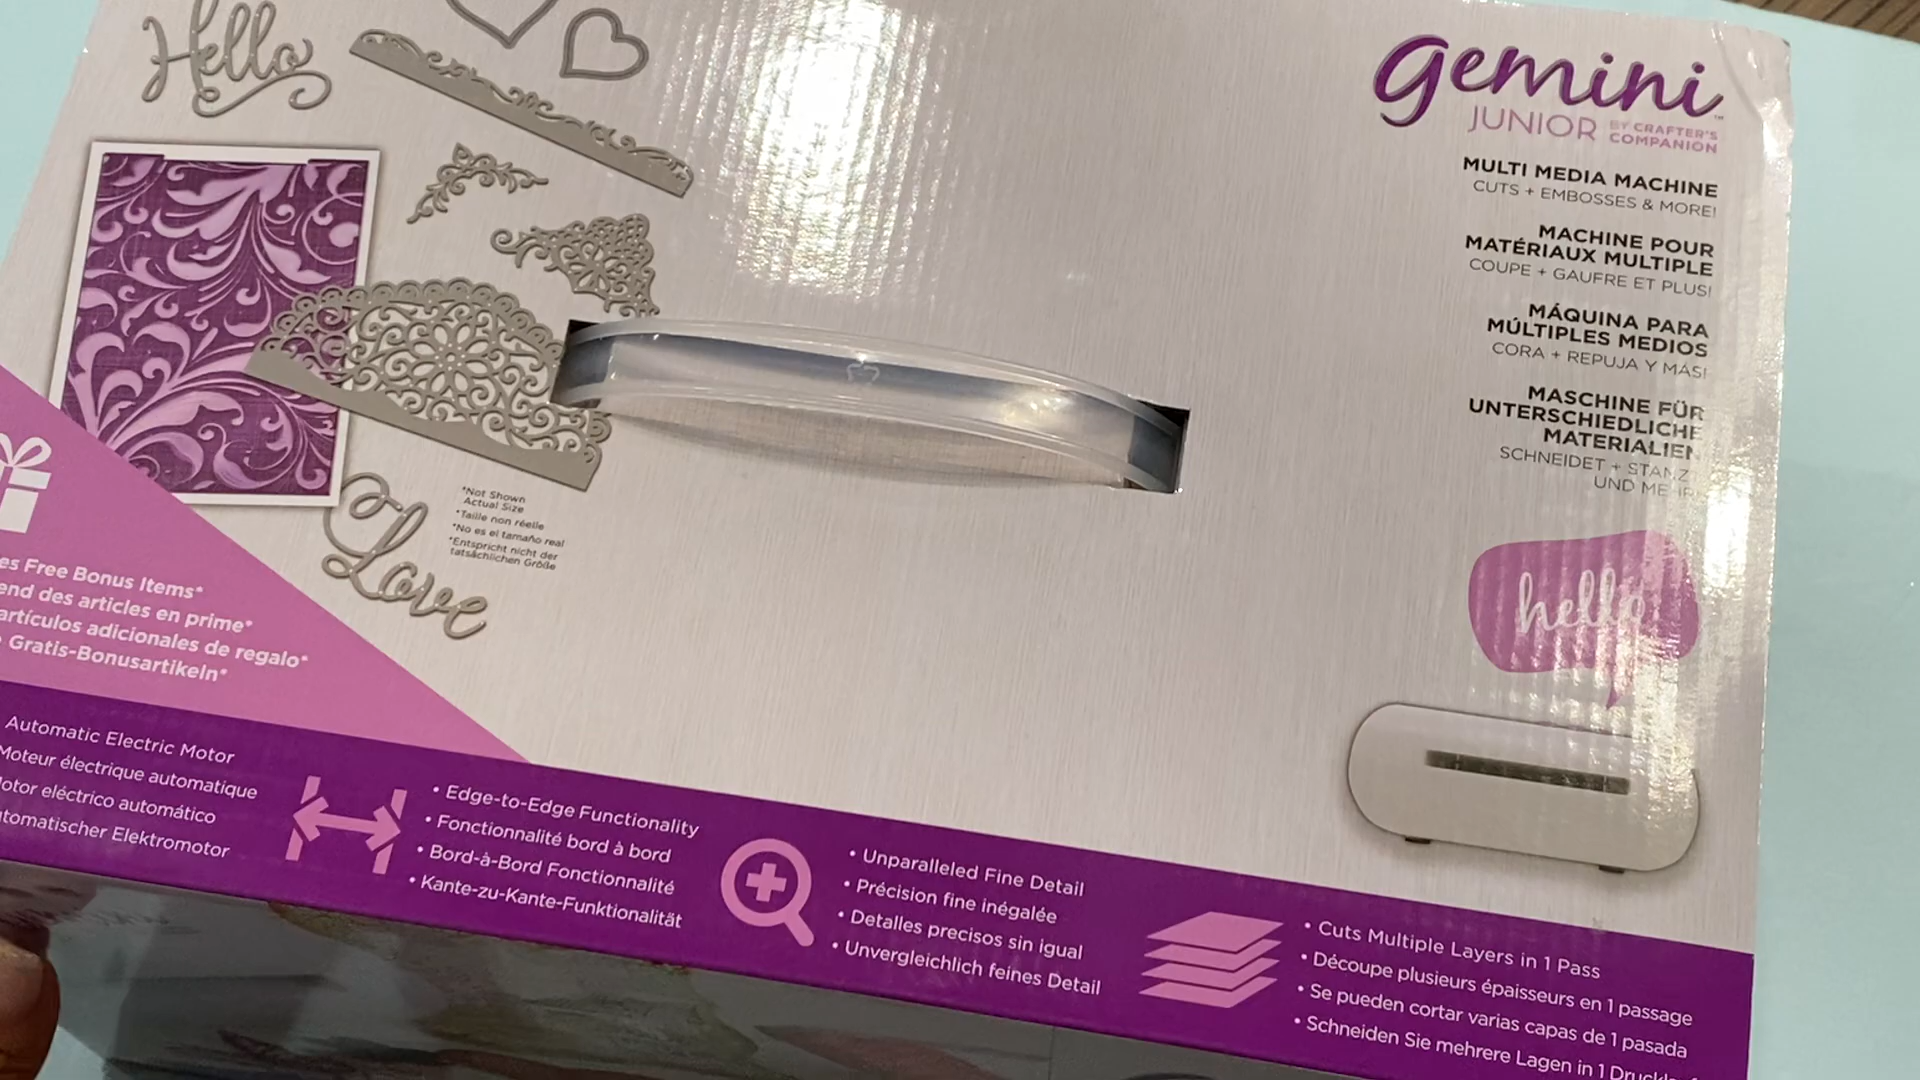 Hello
gemini™
JUNIOR BY CRAFTER'S
COMPANION
MULTI MEDIA MACHINE
CUTS + EMBOSSES & MORE!
MACHINE POUR
MATÉRIAUX MULTIPLE
COUPE + GAUFRE ET PLUS!
MÁQUINA PARA
MÚLTIPLES MEDIOS
CORA + REPUJA Y MÁS!
MASCHINE FÜR
UNTERSCHIEDLICHE
MATERIALIEN
SCHNEIDET + STANZ
UND MEHR
hello
Love
*Not Shown
Actual Size
*Taille non réelle
*No es el tamaño real
*Entspricht nicht der
tatsächlichen Größe
es Free Bonus Items*
end des articles en prime*
artículos adicionales de regalo*
Gratis-Bonusartikeln*
Automatic Electric Motor
Moteur électrique automatique
otor eléctrico automático
utomatischer Elektromotor
• Edge-to-Edge Functionality
• Fonctionnalité bord à bord
• Bord-à-Bord Fonctionnalité
• Kante-zu-Kante-Funktionalität
• Unparalleled Fine Detail
• Précision fine inégalée
• Detalles precisos sin igual
• Unvergleichlich feines Detail
• Cuts Multiple Layers in 1 Pass
• Découpe plusieurs épaisseurs en 1 passage
• Se pueden cortar varias capas de 1 pasada
• Schneiden Sie mehrere Lagen in 1